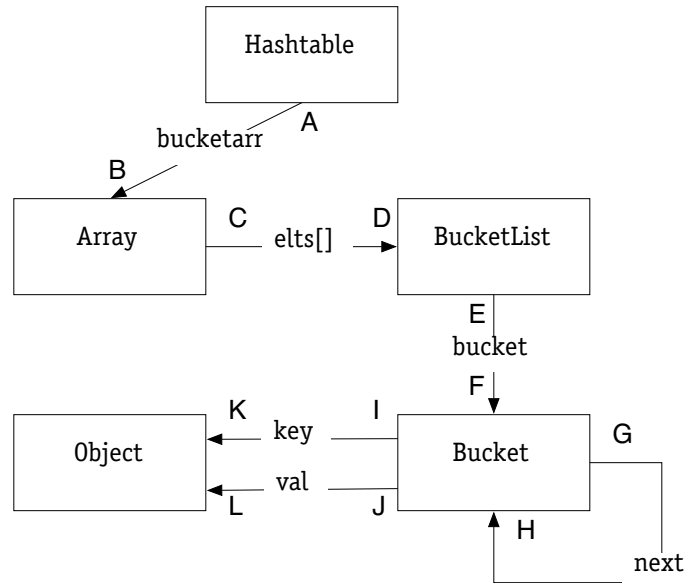 Hashtable
A
bucketarr
B
Array
C
elts[]
D
BucketList
E
bucket
F
K
key
I
Object
Bucket
G
val
L
J
H
next